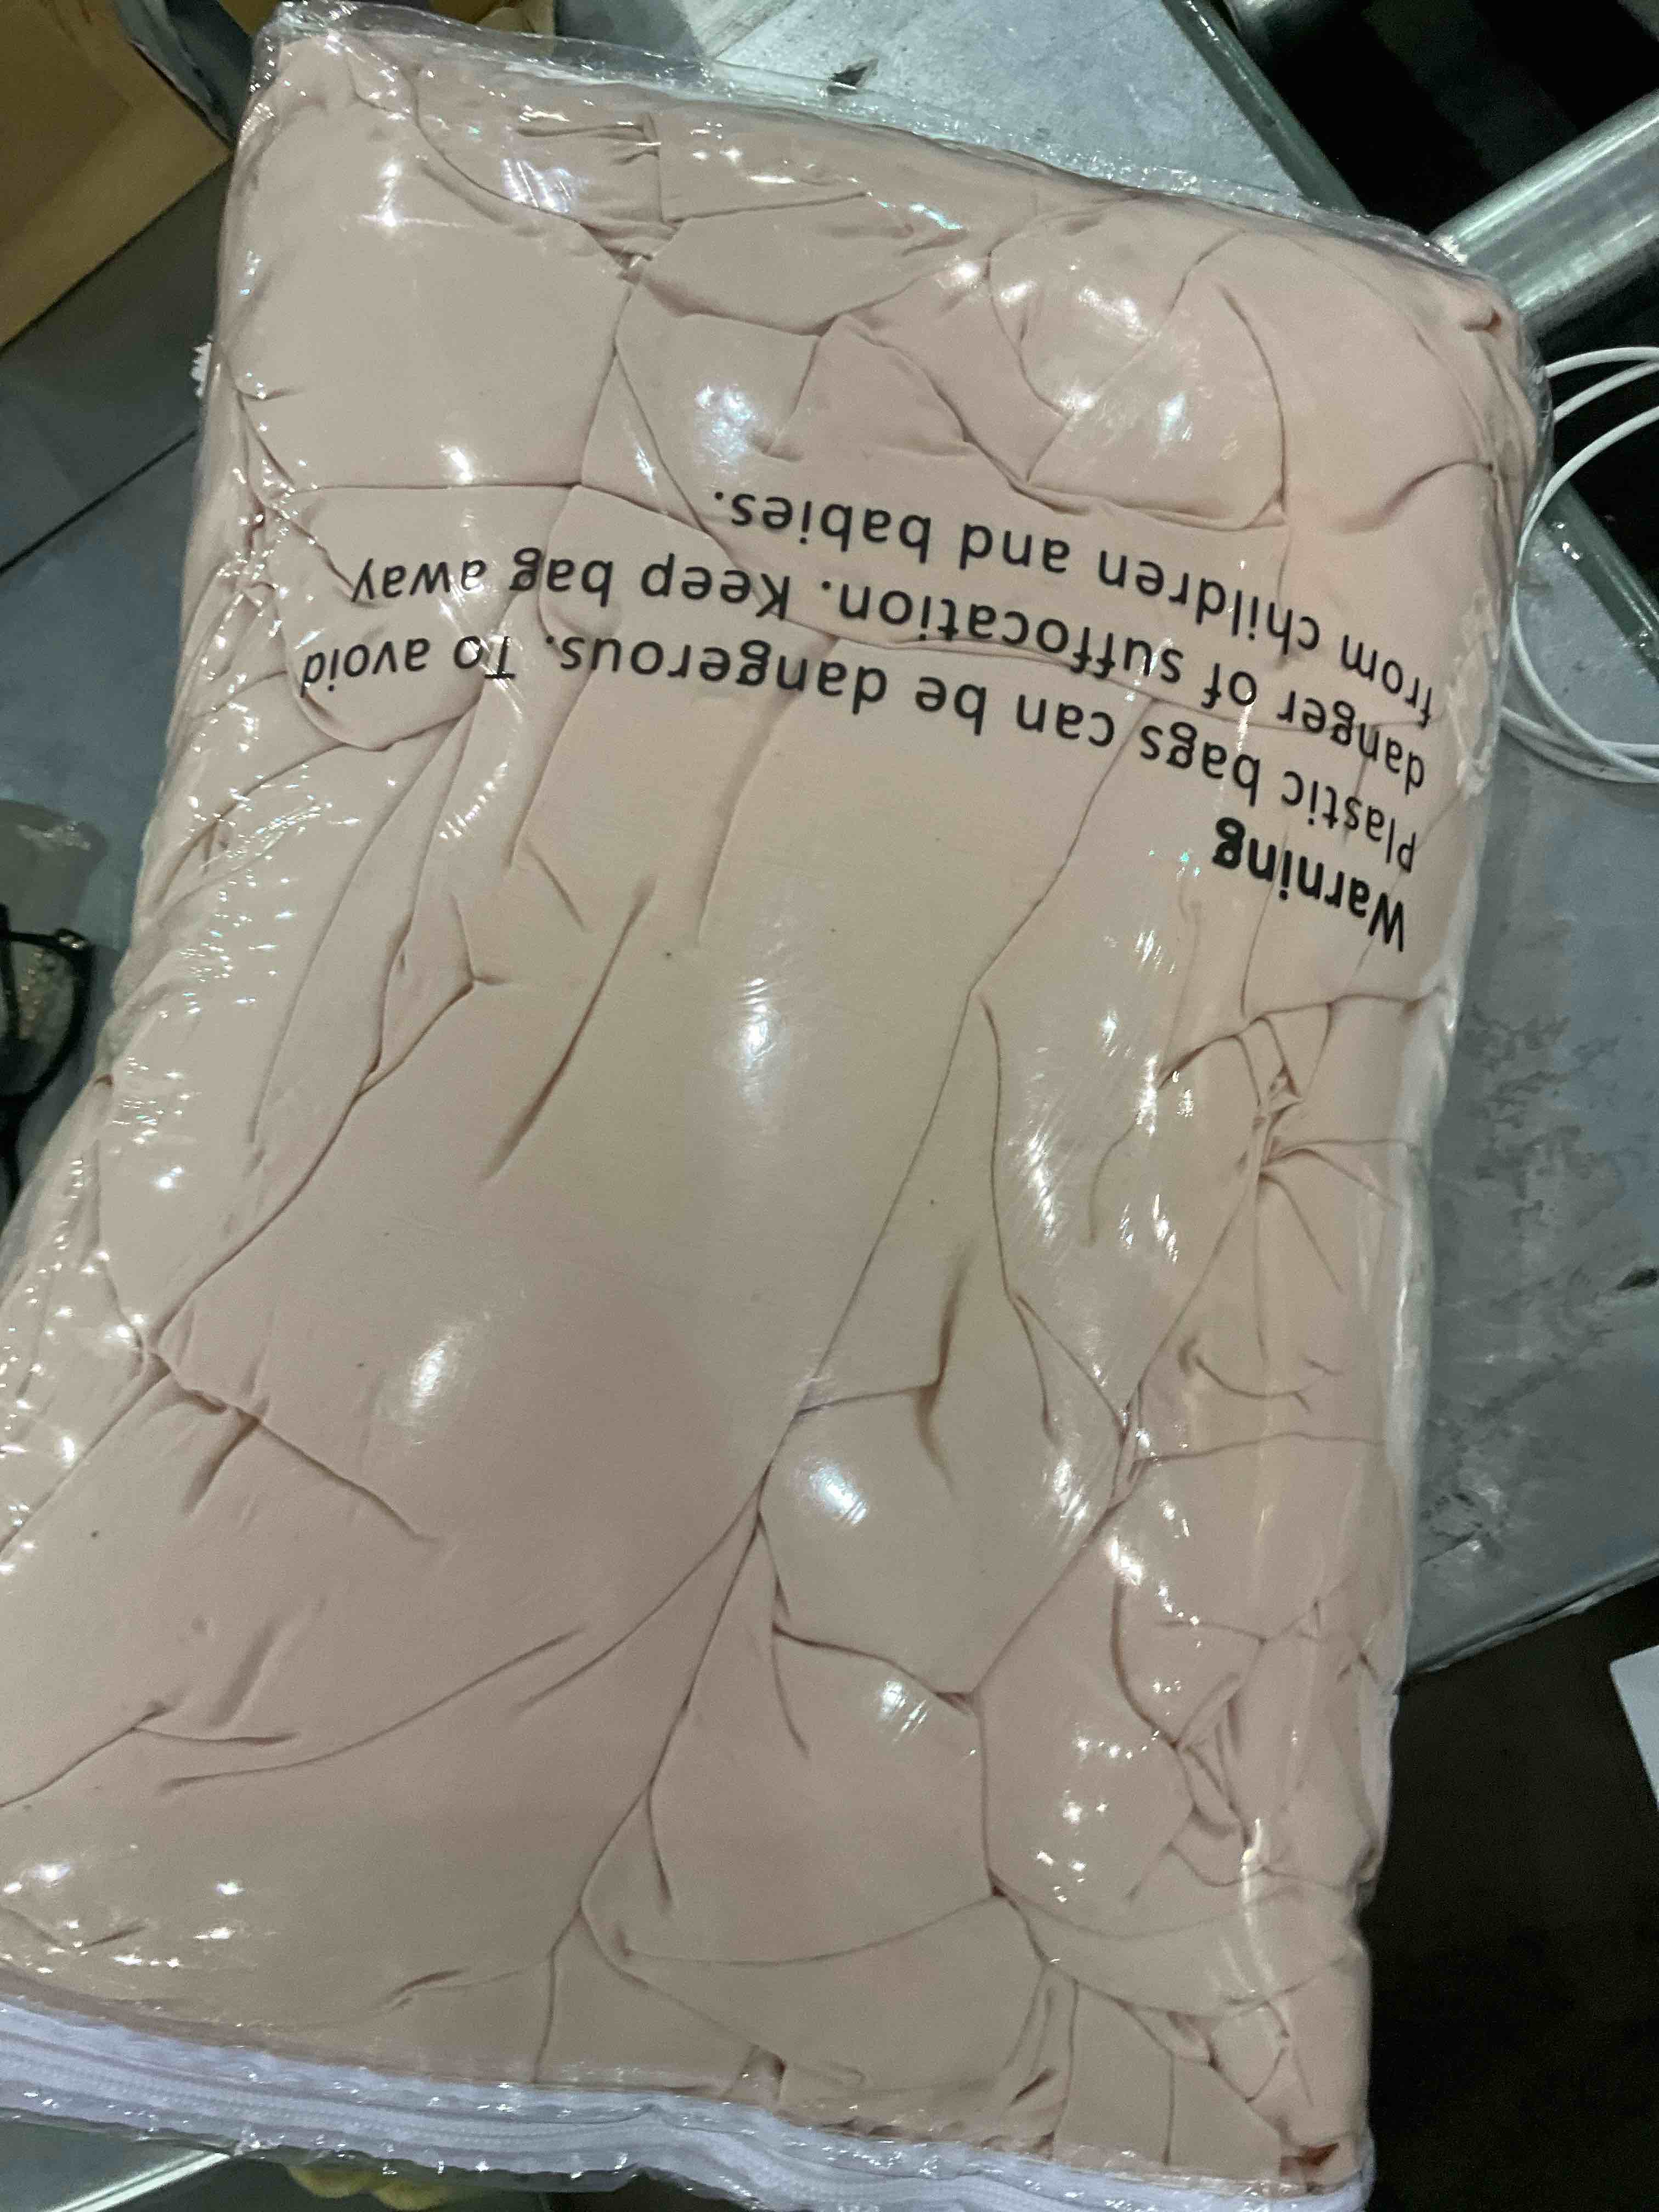 Warning
Plastic bags can be dangerous. To avoid
danger of suffocation. Keep bag away
from children and babies.